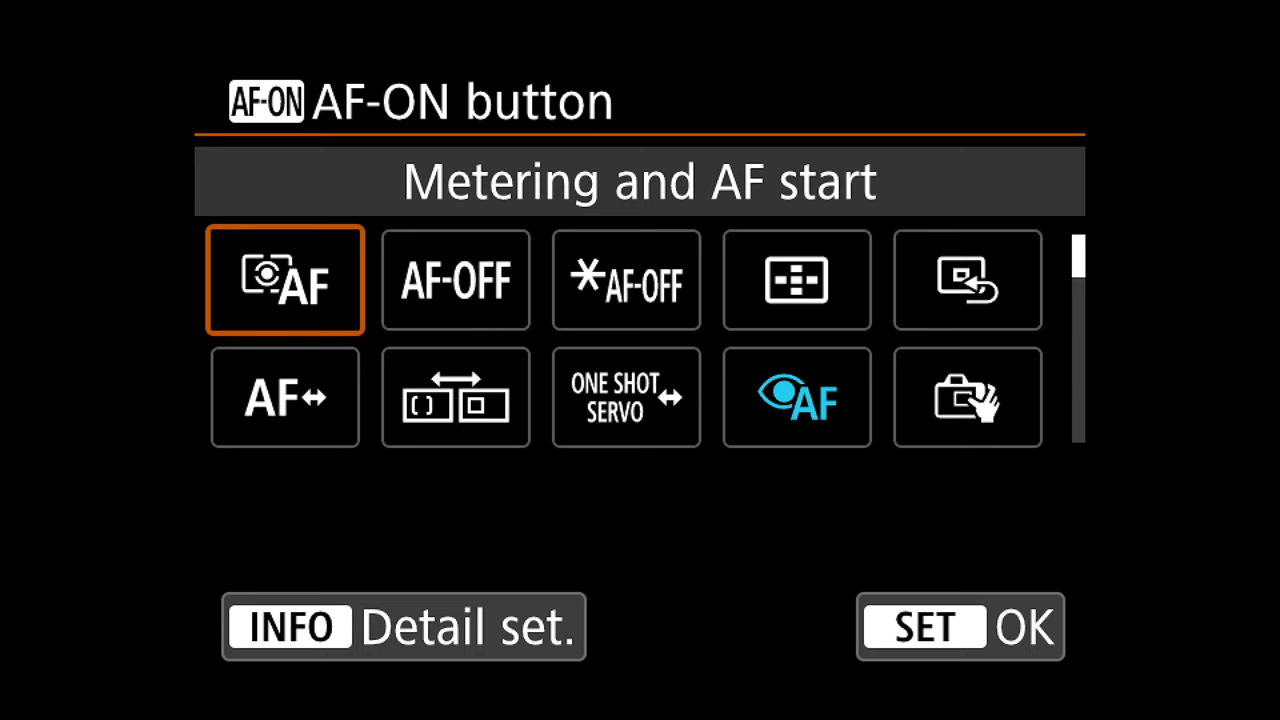 AF-ON AF-ON button
Metering and AF start
AF AF-OFF *AF-OFF
AF ONE SHOT SERVO AF
INFO Detail set. SET OK